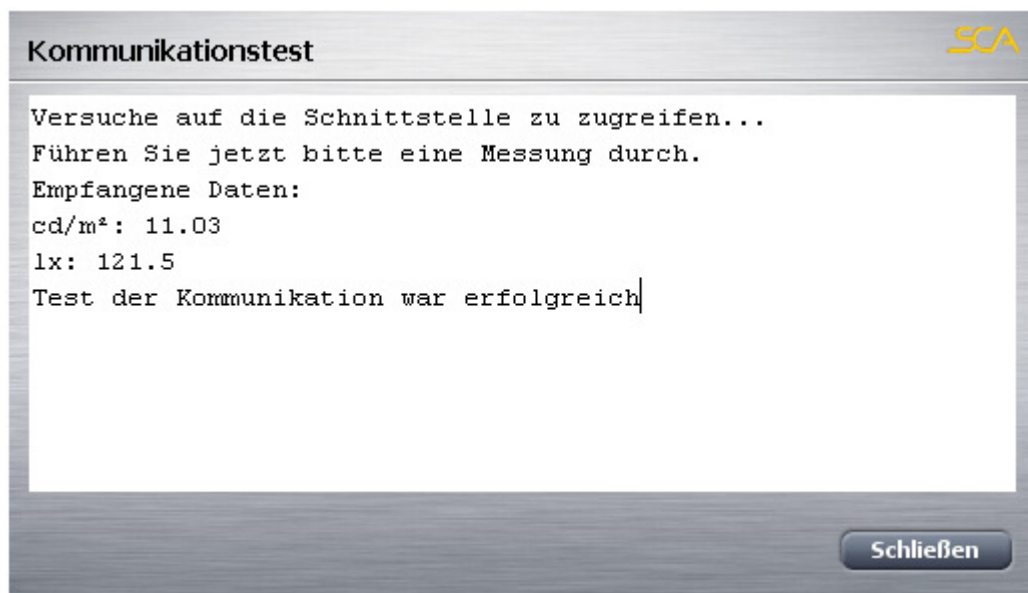 Kommunikationstest
SCA
Versuche auf die Schnittstelle zu zugreifen...
Führen Sie jetzt bitte eine Messung durch.
Empfangene Daten:
cd/m²: 11.03
lx: 121.5
Test der Kommunikation war erfolgreich
Schließen